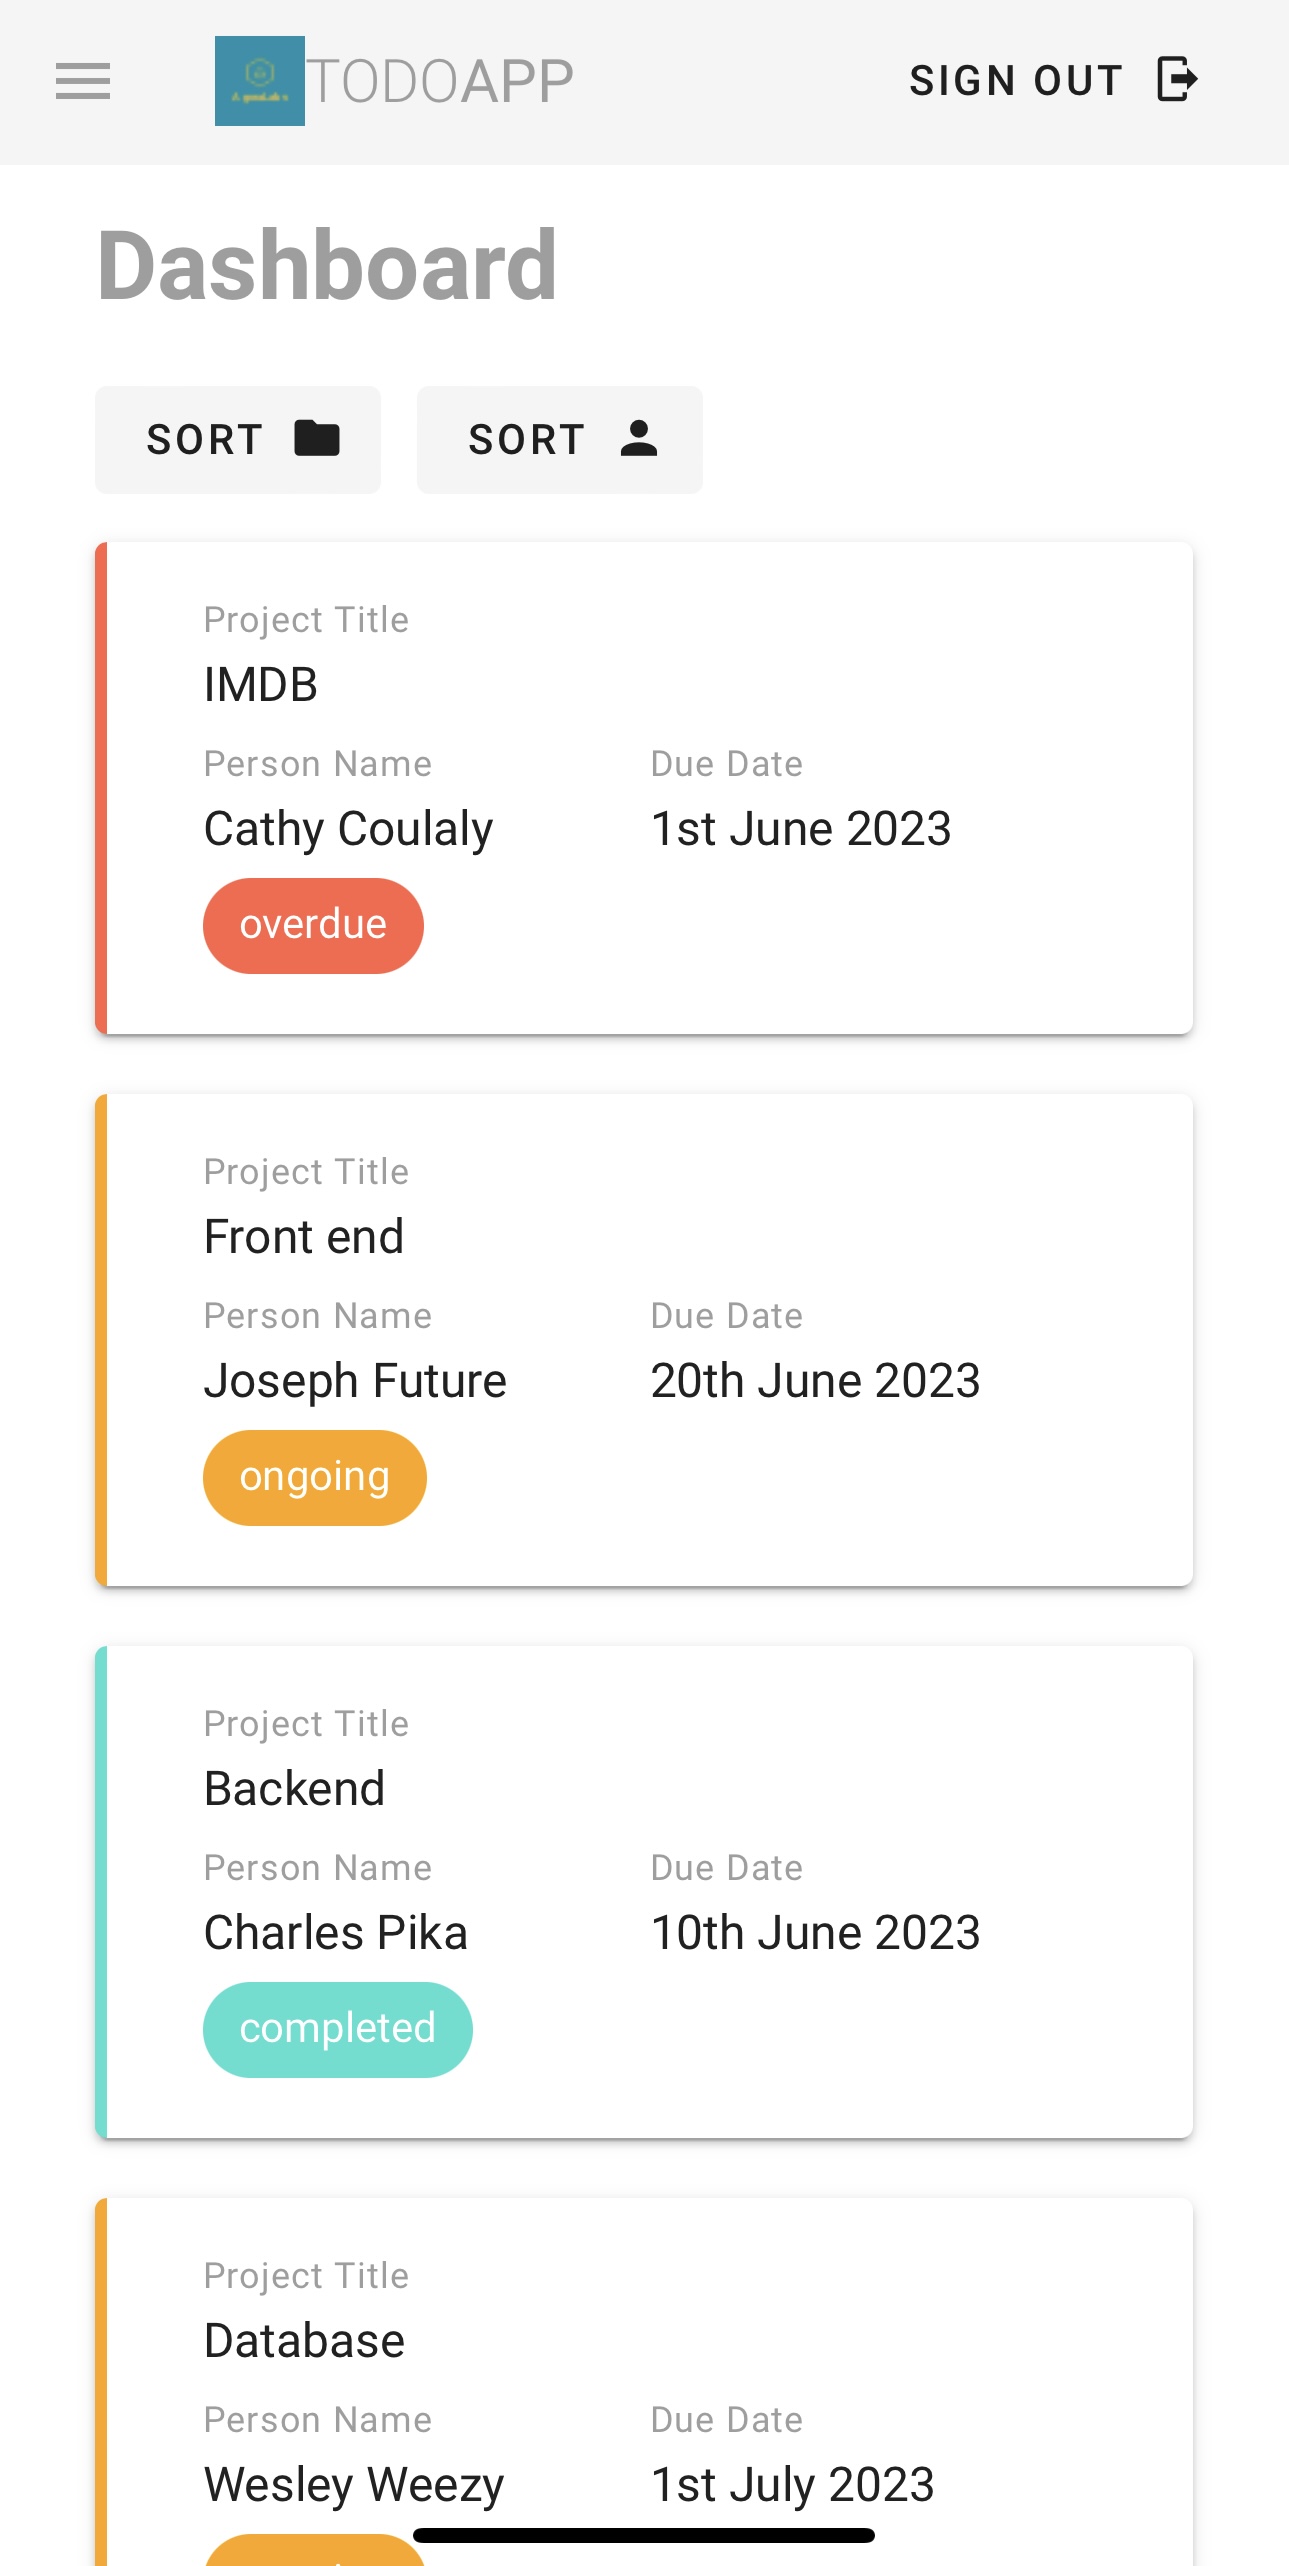 TODOAPP
SIGN OUT
Dashboard
SORT
SORT
Project Title
IMDB
Person Name
Due Date
Cathy Coulaly
1st June 2023
overdue
Project Title
Front end
Person Name
Due Date
Joseph Future
20th June 2023
ongoing
Project Title
Backend
Person Name
Due Date
Charles Pika
10th June 2023
completed
Project Title
Database
Person Name
Due Date
Wesley Weezy
1st July 2023